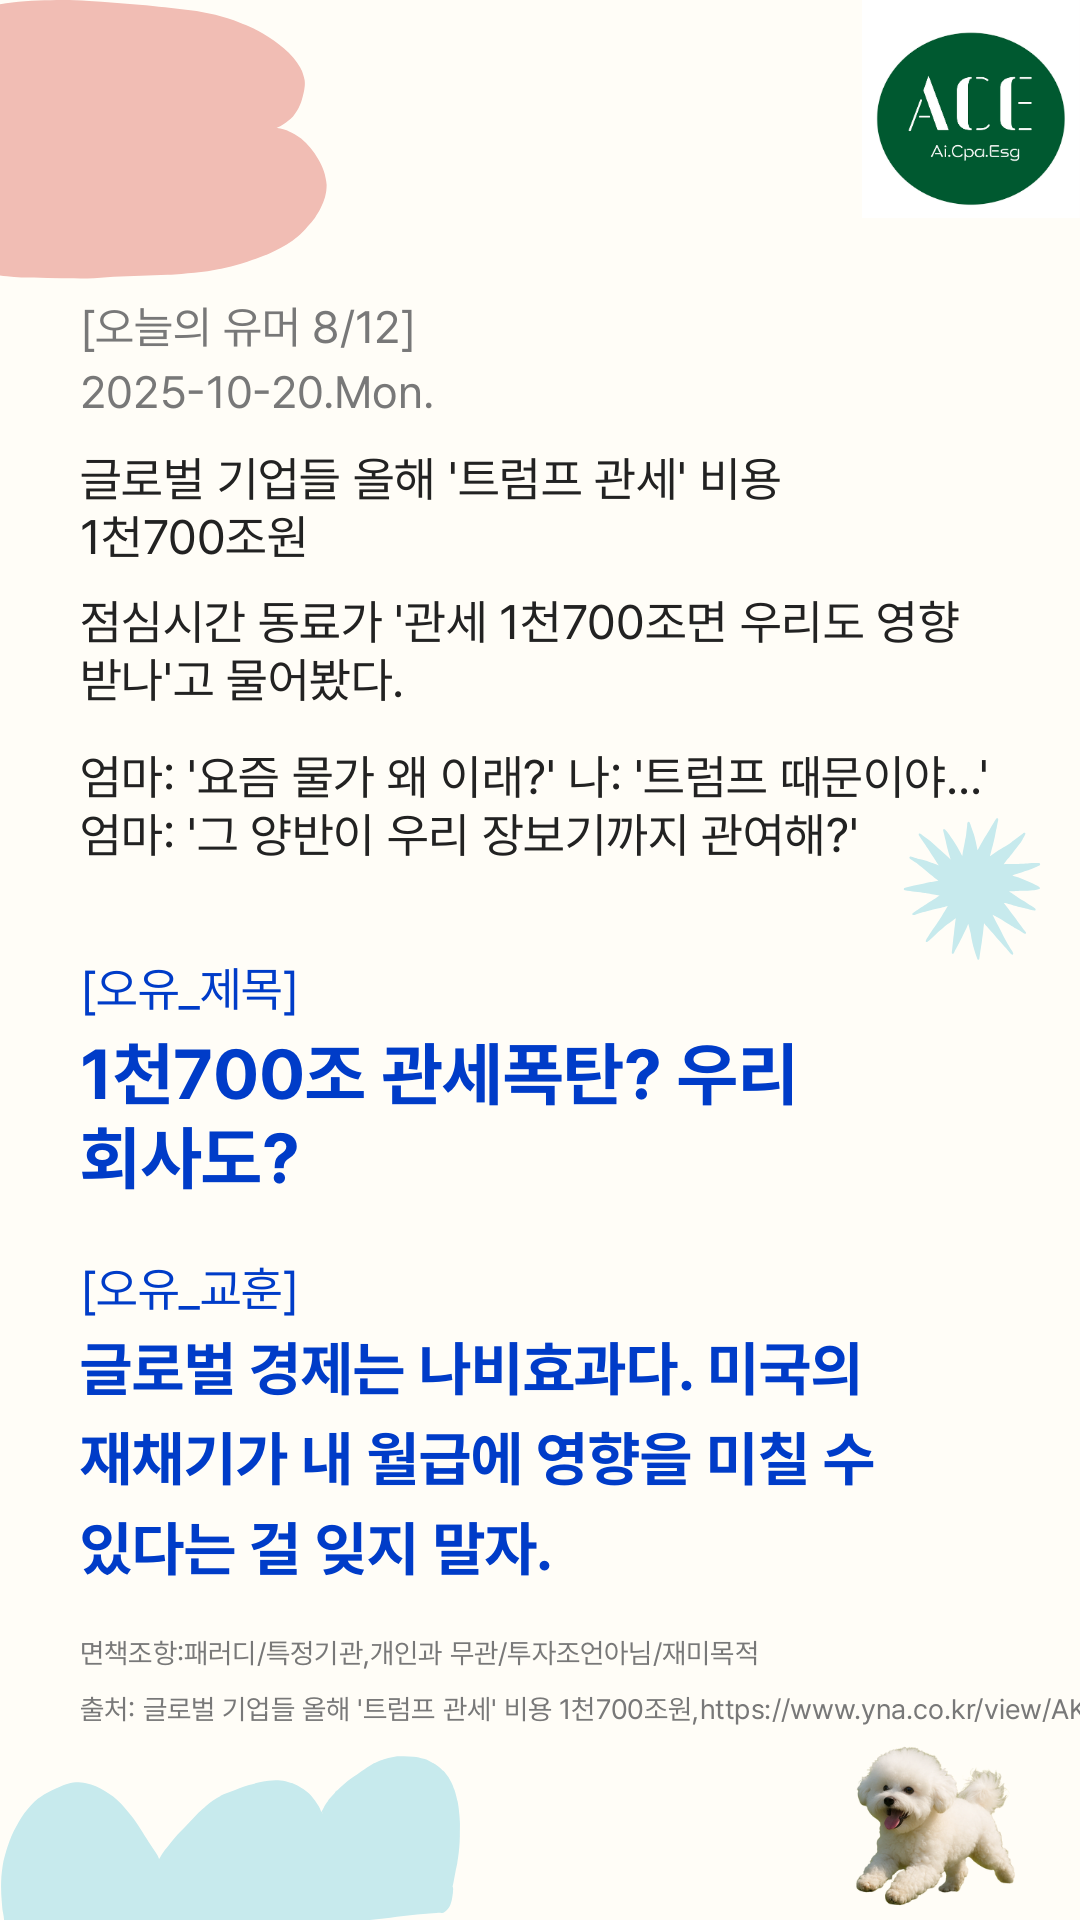 ACE
Ai.Cpa.Esg
[오늘의 유머 8/12]
2025-10-20.Mon.
글로벌 기업들 올해 '트럼프 관세' 비용
1천700조원
점심시간 동료가 '관세 1천700조면 우리도 영향
받나'고 물어봤다.
엄마: '요즘 물가 왜 이래?' 나: '트럼프 때문이야...'
엄마: '그 양반이 우리 장보기까지 관여해?'
[오유_제목]
1천700조 관세폭탄? 우리
회사도?
[오유_교훈]
글로벌 경제는 나비효과다. 미국의
재채기가 내 월급에 영향을 미칠 수
있다는 걸 잊지 말자.
면책조항:패러디/특정기관,개인과 무관/투자조언아님/재미목적
출처: 글로벌 기업들 올해 '트럼프 관세' 비용 1천700조원,https://www.yna.co.kr/view/AK